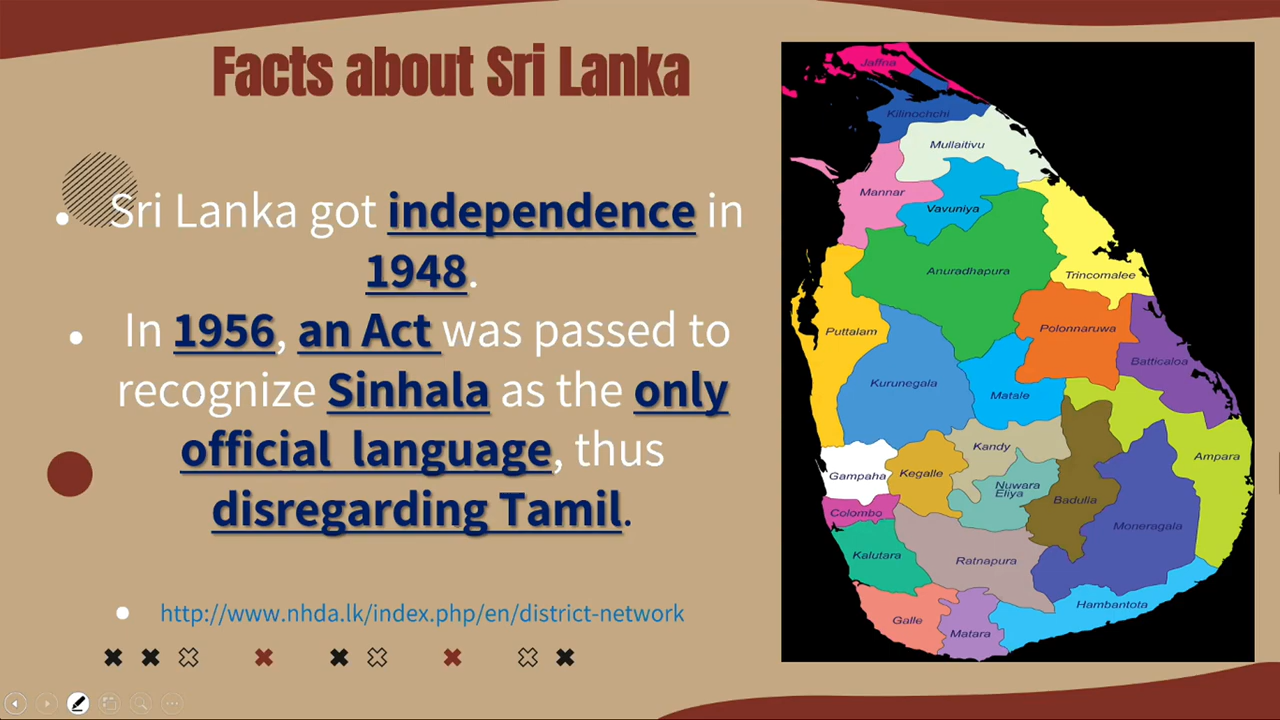 Facts about Sri Lanka
Sri Lanka got independence in
1948.
In 1956, an Act was passed to
recognize Sinhala as the only
official language, thus
disregarding Tamil.
http://www.nhda.lk/index.php/en/district-network
Jaffna
Kilinochchi
Mullaitivu
Mannar
Vavuniya
Anuradhapura
Trincomalee
Puttalam
Polonnaruwa
Batticaloa
Kurunegala
Matale
Kandy
Ampara
Gampaha
Kegalle
Nuwara
Eliya
Badulia
Colombo
Moneragala
Kalutara
Ratnapura
Hambantota
Galle
Matara